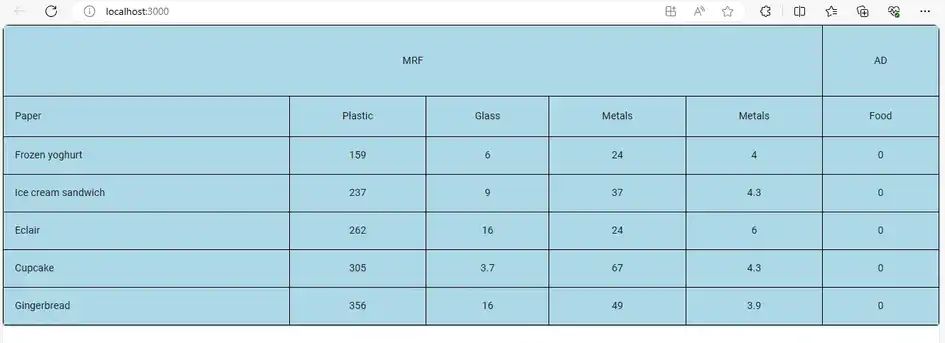 localhost:3000
MRF AD
Paper Plastic Glass Metals Metals Food
Frozen yoghurt 159 6 24 4 0
Ice cream sandwich 237 9 37 4.3 0
Eclair 262 16 24 6 0
Cupcake 305 3.7 67 4.3 0
Gingerbread 356 16 49 3.9 0